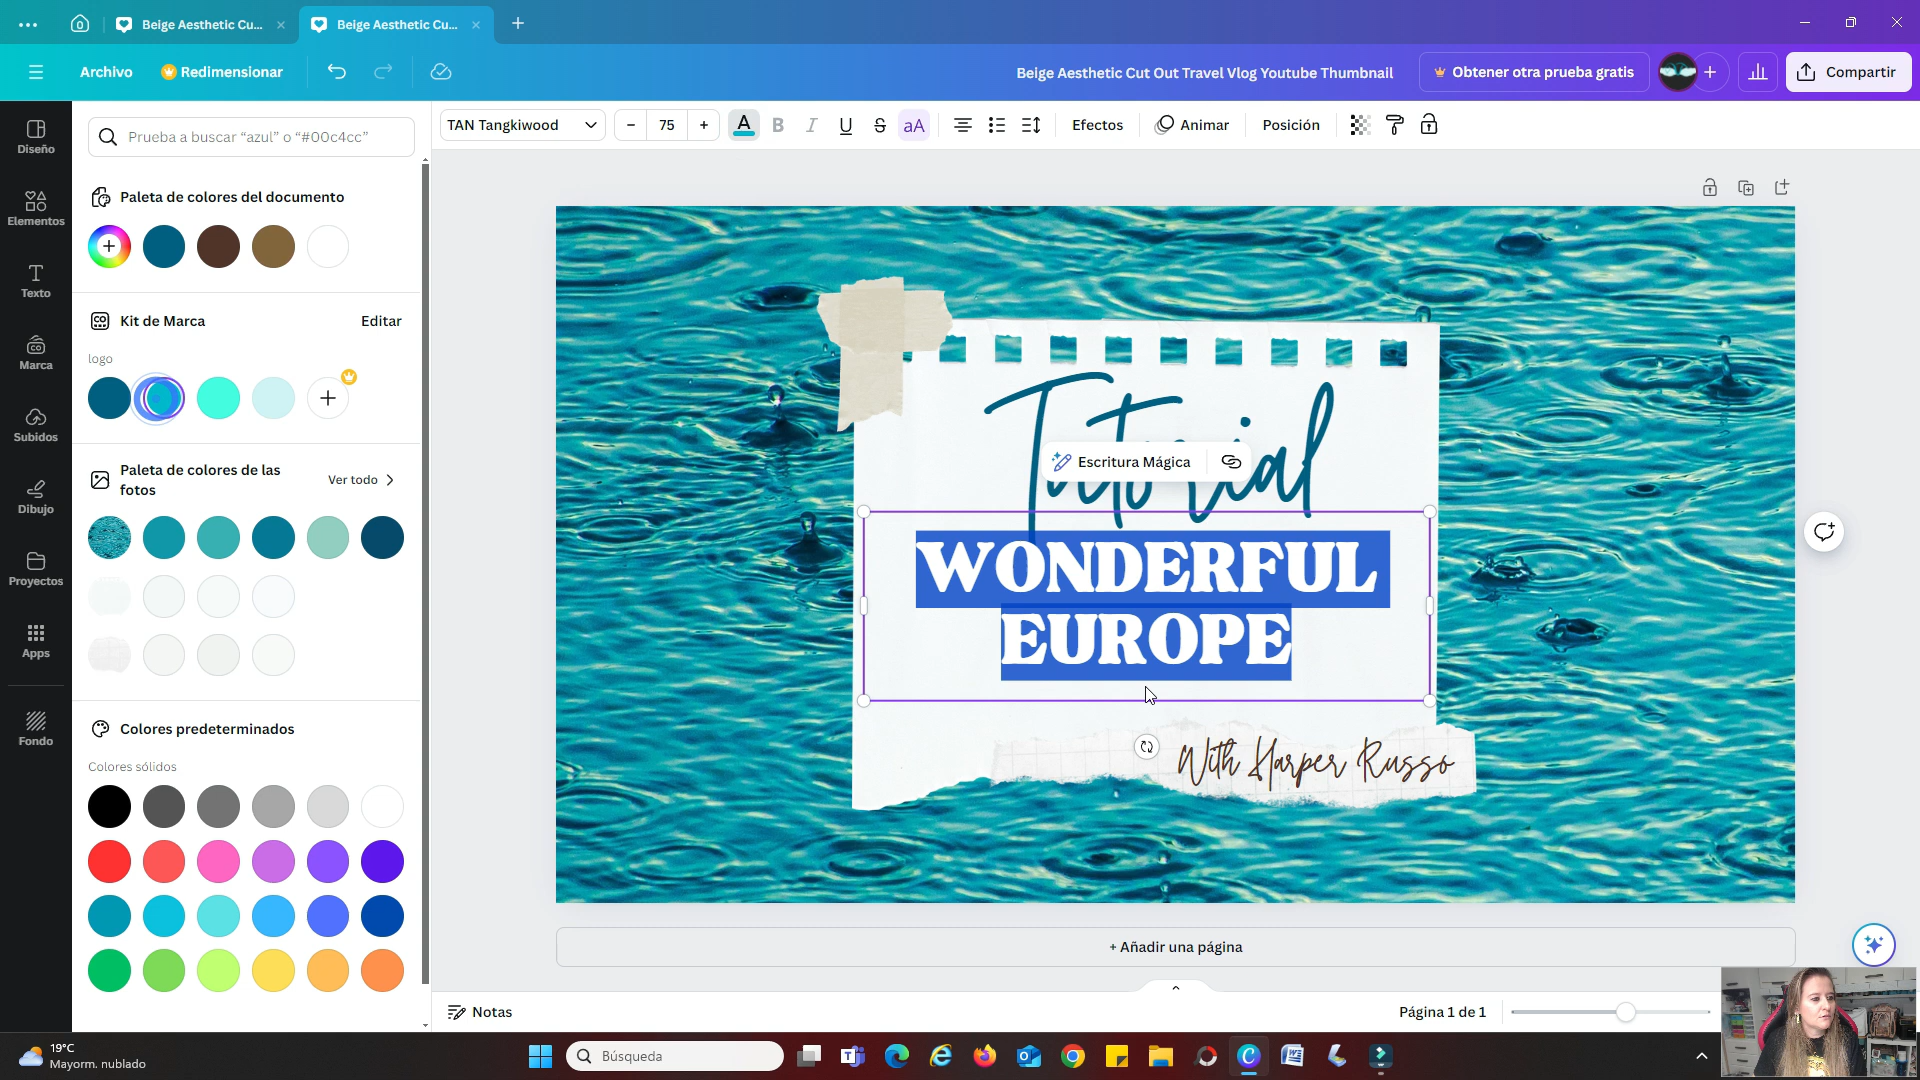 Beige Aesthetic Cu...
Beige Aesthetic Cu...
Archivo
Redimensionar
Beige Aesthetic Cut Out Travel Vlog Youtube Thumbnail
Obtener otra prueba gratis
Compartir
Diseño
Elementos
Texto
Marca
Subidos
Dibujo
Proyectos
Apps
Fondo
Prueba a buscar “azul” o “#00c4cc”
Paleta de colores del documento
Kit de Marca
Editar
logo
Paleta de colores de las
fotos
Ver todo
Colores predeterminados
Colores sólidos
TAN Tangkiwood
- 75 +
A B I U S aA
Efectos
Animar
Posición
Tutorial
Escritura Mágica
WONDERFUL
EUROPE
With Harper Russo
+ Añadir una página
Notas
Página 1 de 1
19°C
Mayorm. nublado
Búsqueda